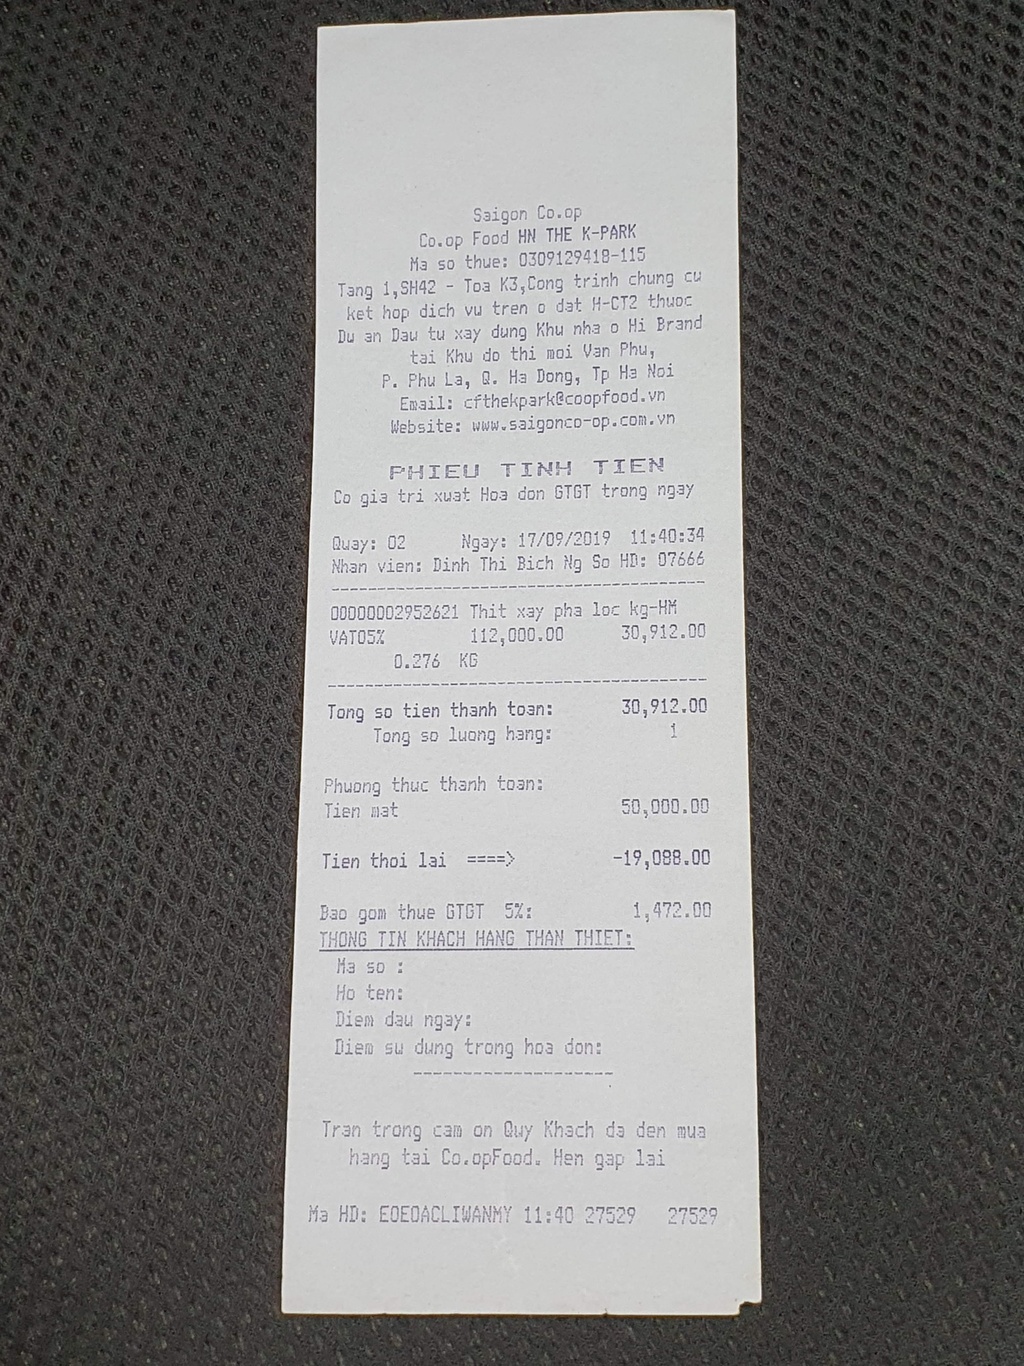 Saigon Co.op
Co.op Food HN THE K-PARK
Ma so thue: 0309129418-115
Tang 1,SH42 - Toa K3,Cong trinh chung cu
ket hop dich vu tren o dat H-CT2 thuoc
Du an Dau tu xay dung Khu nha o Hi Brand
tai Khu do thi moi Van Phu,
P. Phu La, Q. Ha Dong, Tp Ha Noi
Email: cfthekpark@coopfood.vn
Website: www.saigonco-op.com.vn
PHIEU TINH TIEN
Co gia tri xuat Hoa don GTGT trong ngay
Quay: 02 Ngay: 17/09/2019 11:40:34
Nhan vien: Dinh Thi Bich Ng So HD: 07666
00000002952621 Thit xay pha loc kg-HM
VAT05% 112,000.00 30,912.00
0.276 KG
Tong so tien thanh toan: 30,912.00
Tong so luong hang: 1
Phuong thuc thanh toan:
Tien mat 50,000.00
Tien thoi lai ====> -19,088.00
Bao gom thue GTGT 5%: 1,472.00
THONG TIN KHACH HANG THAN THIET:
Ma so :
Ho ten:
Diem dau ngay:
Diem su dung trong hoa don:
Tran trong cam on Quy Khach da den mua
hang tai Co.opFood. Hen gap lai
Ma HD: EOEOACLIWANMY 11:40 27529 27529